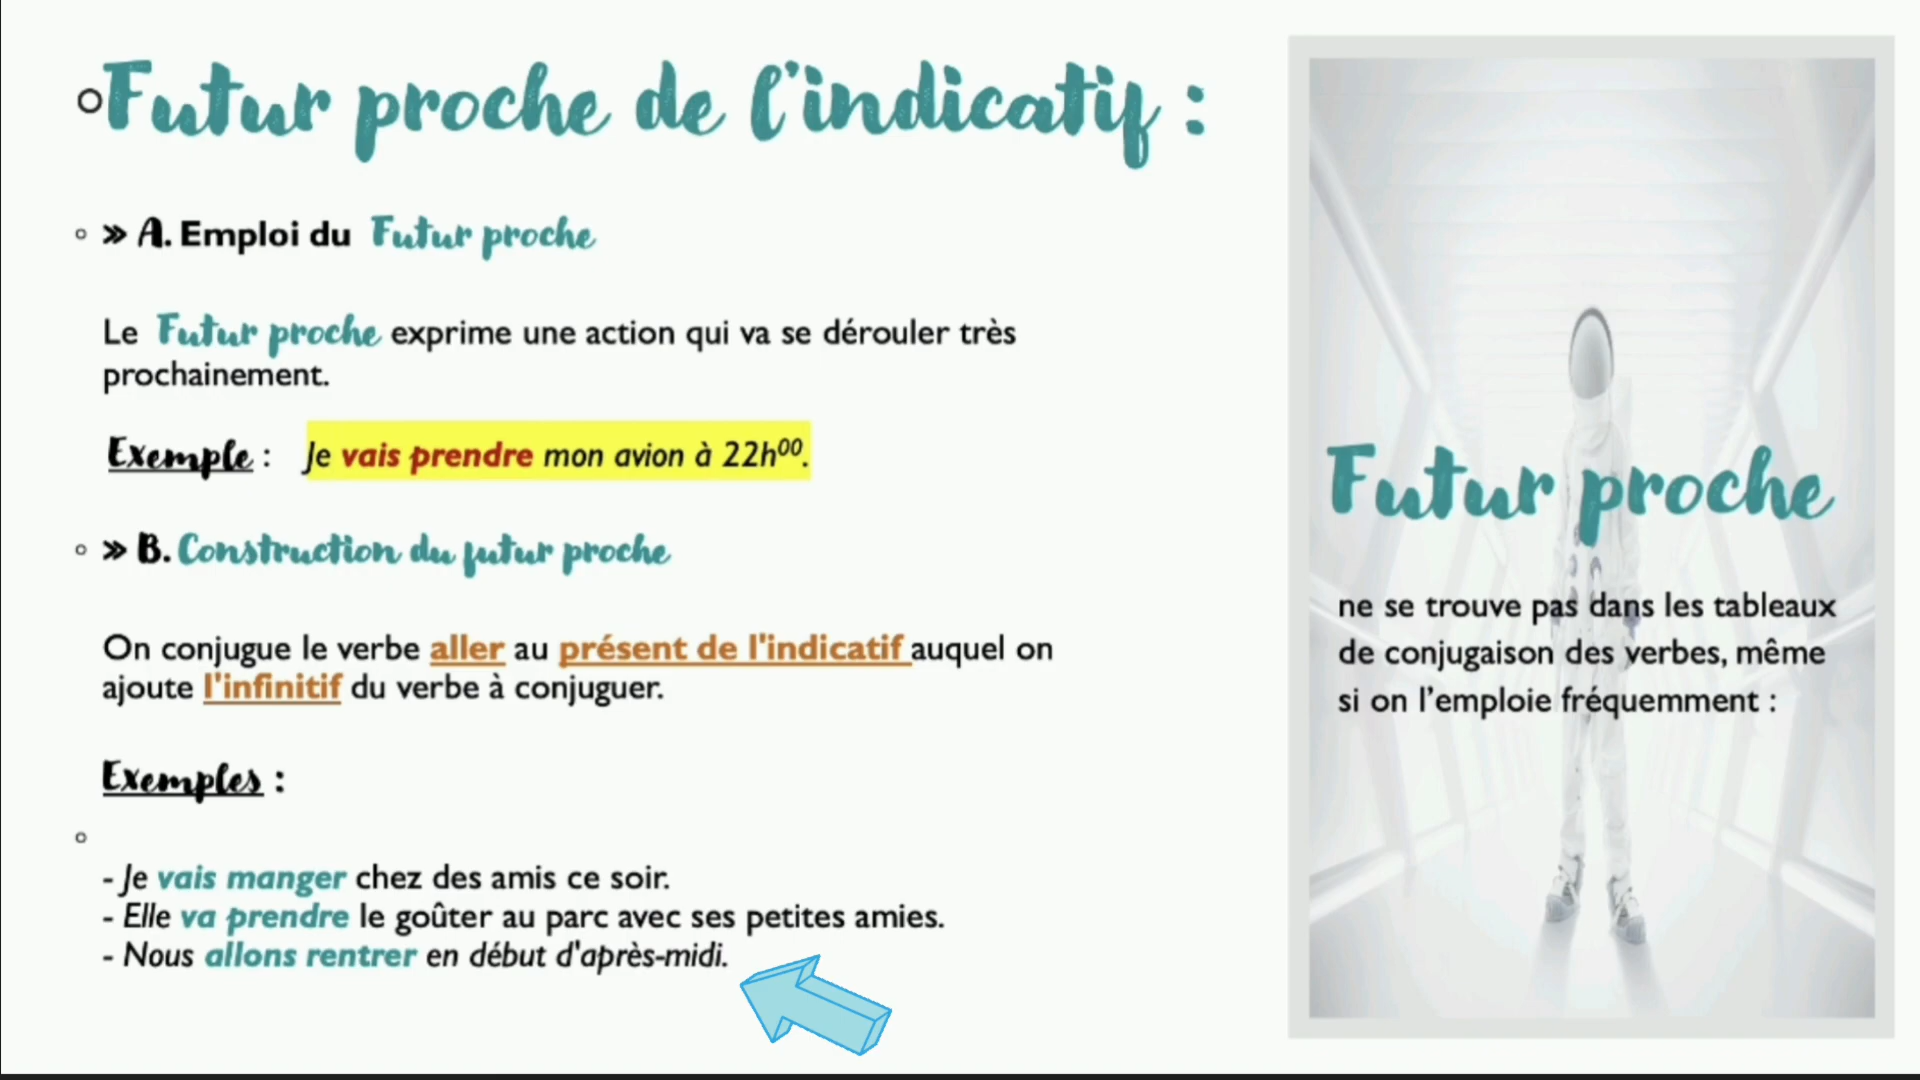 Futur proche de l'indicatif :
» A. Emploi du Futur proche
Le Futur proche exprime une action qui va se dérouler très
prochainement.
Exemple : Je vais prendre mon avion à 22h⁰⁰.
» B. Construction du futur proche
On conjugue le verbe aller au présent de l'indicatif auquel on
ajoute l'infinitif du verbe à conjuguer.
Exemples :
- Je vais manger chez des amis ce soir.
- Elle va prendre le goûter au parc avec ses petites amies.
- Nous allons rentrer en début d'après-midi.
Futur proche
ne se trouve pas dans les tableaux
de conjugaison des verbes, même
si on l’emploie fréquemment :